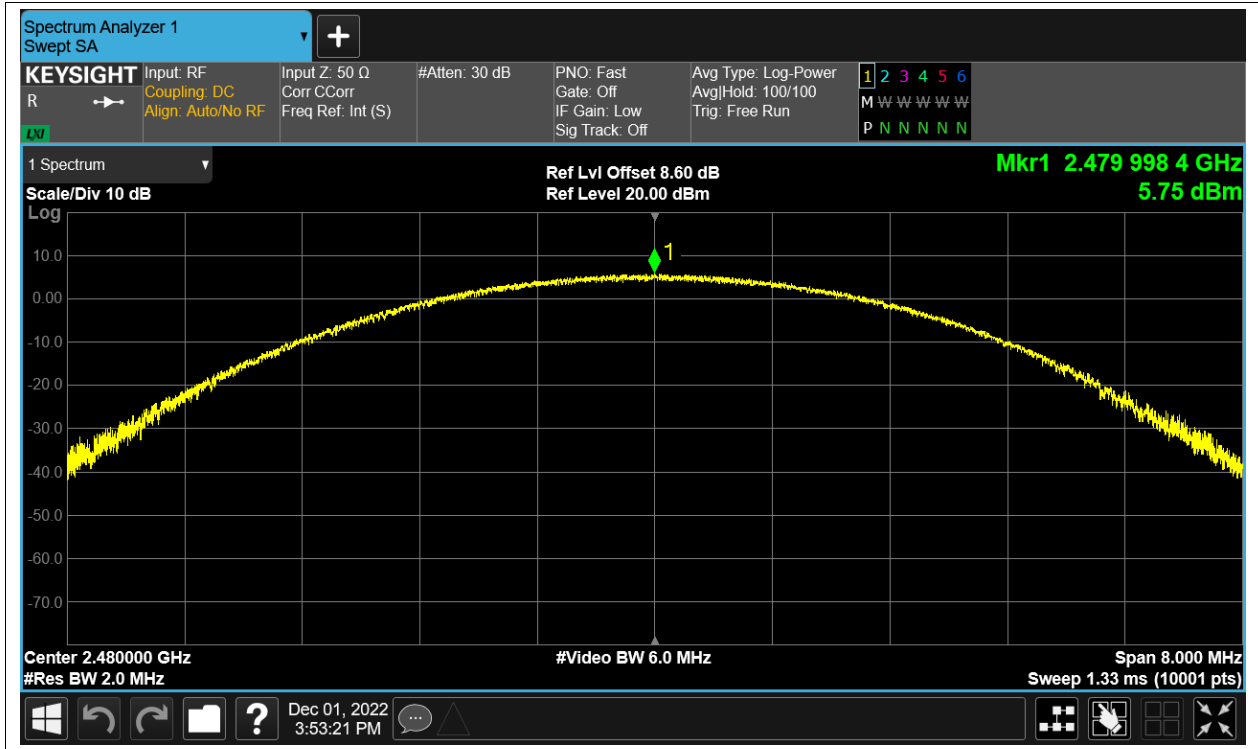 Spectrum Analyzer 1
Swept SA
KEYSIGHT
R
LXI
Input: RF
Coupling: DC
Align: Auto/No RF
Input Z: 50 Ω
Corr CCorr
Freq Ref: Int (S)
#Atten: 30 dB
PNO: Fast
Gate: Off
IF Gain: Low
Sig Track: Off
Avg Type: Log-Power
Avg|Hold: 100/100
Trig: Free Run
1 2 3 4 5 6
M W W W W W
P N N N N N
1 Spectrum
Scale/Div 10 dB
Log
Ref Lvl Offset 8.60 dB
Ref Level 20.00 dBm
Mkr1 2.479 998 4 GHz
5.75 dBm
1
10.0
0.00
-10.0
-20.0
-30.0
-40.0
-50.0
-60.0
-70.0
Center 2.480000 GHz
#Res BW 2.0 MHz
#Video BW 6.0 MHz
Span 8.000 MHz
Sweep 1.33 ms (10001 pts)
?
Dec 01, 2022
3:53:21 PM